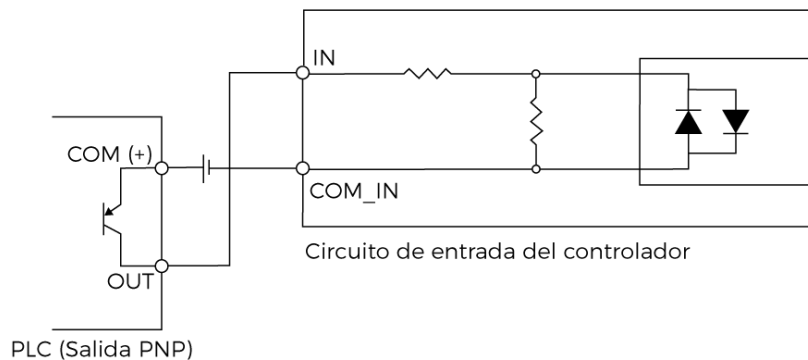 IN
COM (+)
COM_IN
Circuito de entrada del controlador
OUT
PLC (Salida PNP)